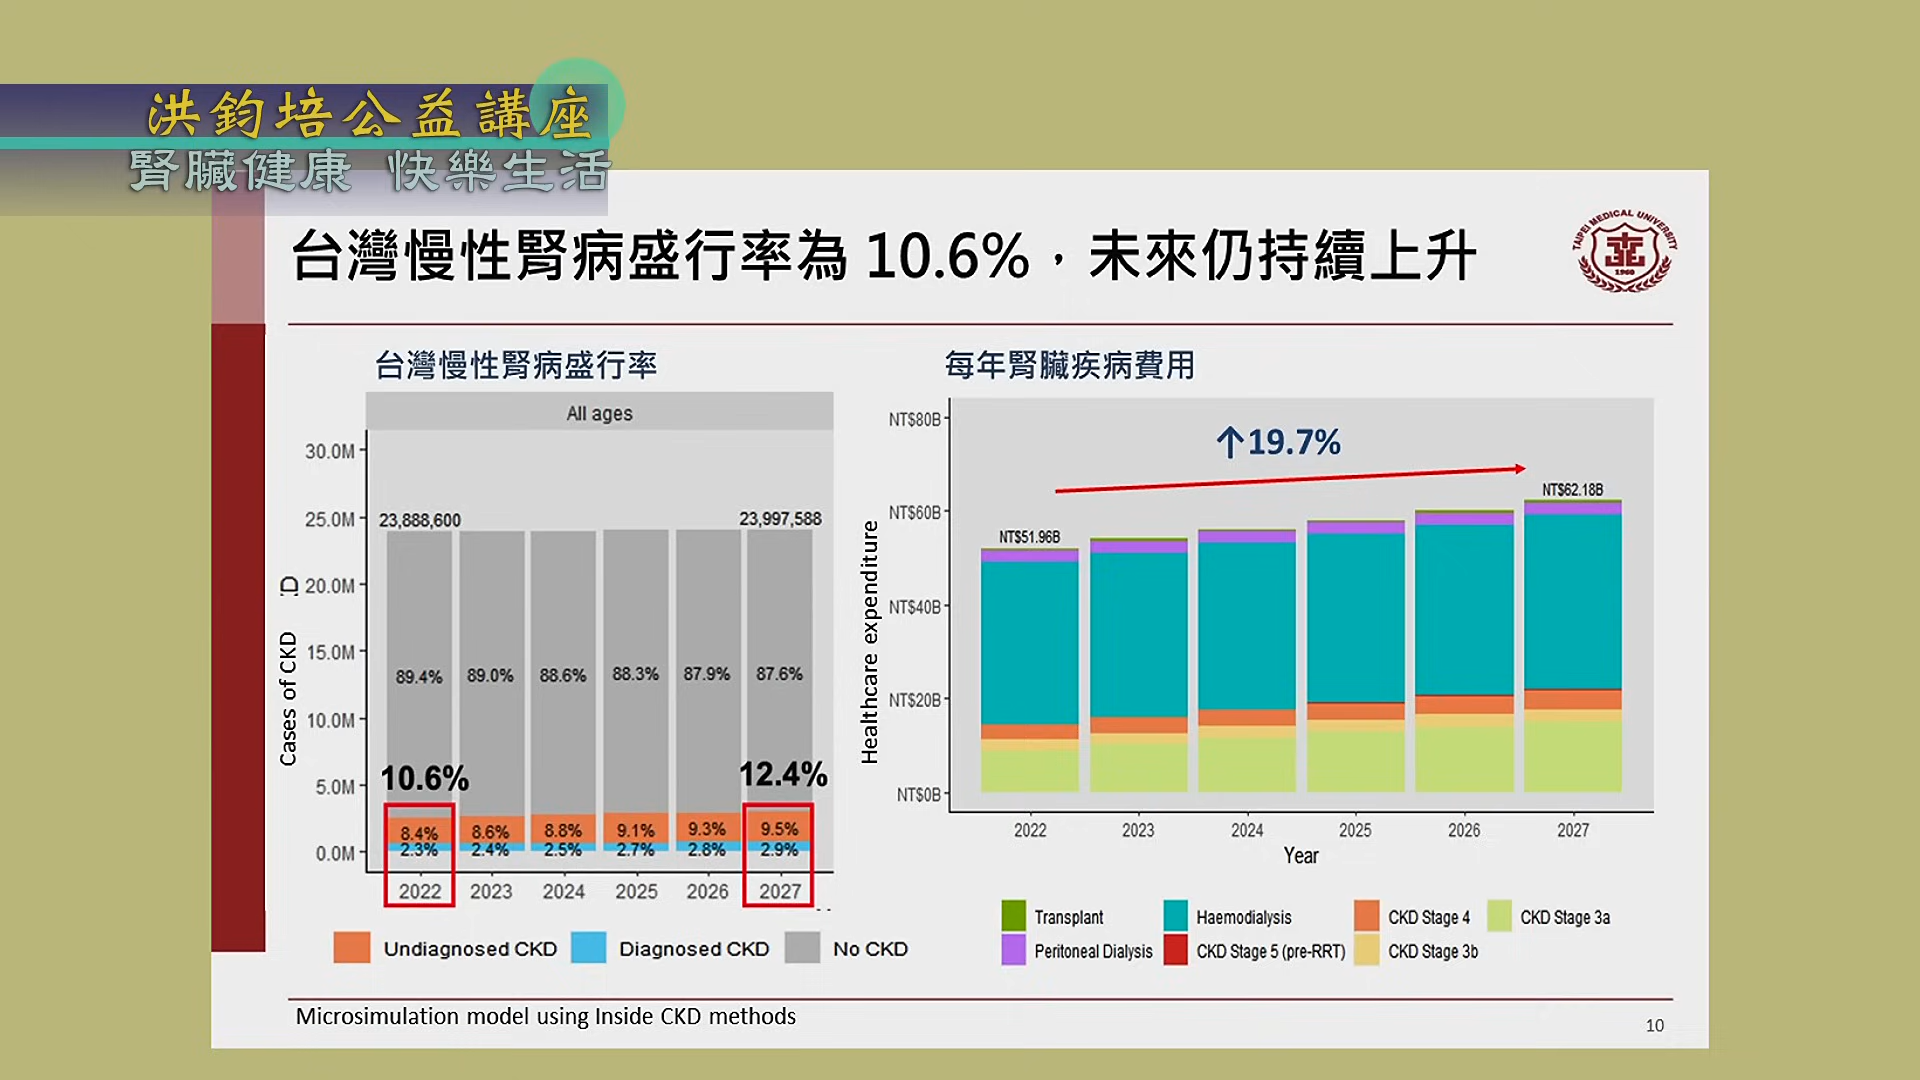 洪鈞培公益講座
腎臟健康 快樂生活
台灣慢性腎病盛行率為 10.6%，未來仍持續上升
TAIPEI MEDICAL UNIVERSITY
1960
台灣慢性腎病盛行率
All ages
Cases of CKD
30.0M
25.0M
20.0M
15.0M
10.0M
5.0M
0.0M
23,888,600
23,997,588
89.4% 89.0% 88.6% 88.3% 87.9% 87.6%
10.6% 12.4%
8.4% 8.6% 8.8% 9.1% 9.3% 9.5%
2.3% 2.4% 2.5% 2.7% 2.8% 2.9%
2022 2023 2024 2025 2026 2027
Undiagnosed CKD Diagnosed CKD No CKD
每年腎臟疾病費用
Healthcare expenditure
NT$80B
NT$60B
NT$40B
NT$20B
NT$0B
↑19.7%
NT$51.96B
NT$62.18B
2022 2023 2024 2025 2026 2027
Year
Transplant Haemodialysis CKD Stage 4 CKD Stage 3a
Peritoneal Dialysis CKD Stage 5 (pre-RRT) CKD Stage 3b
Microsimulation model using Inside CKD methods
10